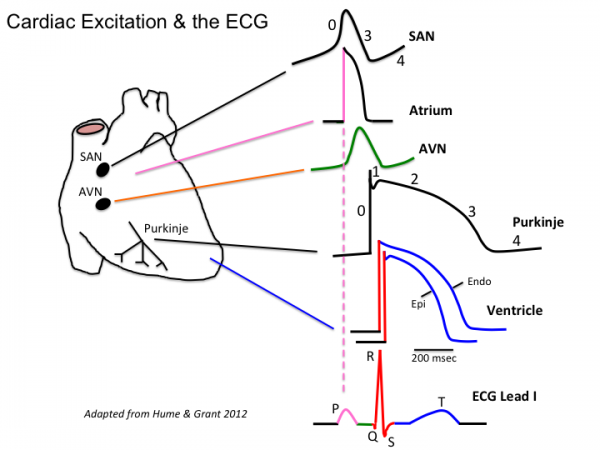 Cardiac Excitation & the ECG
0
3
4
SAN
Atrium
AVN
1
2
0
3
4
Purkinje
SAN
AVN
Purkinje
Endo
Epi
Ventricle
200 msec
R
ECG Lead I
P
T
Q
S
Adapted from Hume & Grant 2012